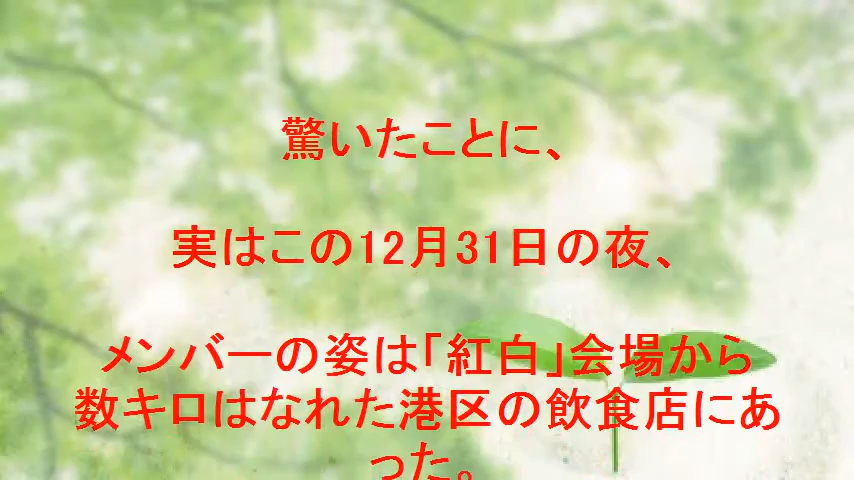 驚いたことに、
実はこの12月31日の夜、
メンバーの姿は「紅白」会場から
数キロはなれた港区の飲食店にあ
った。